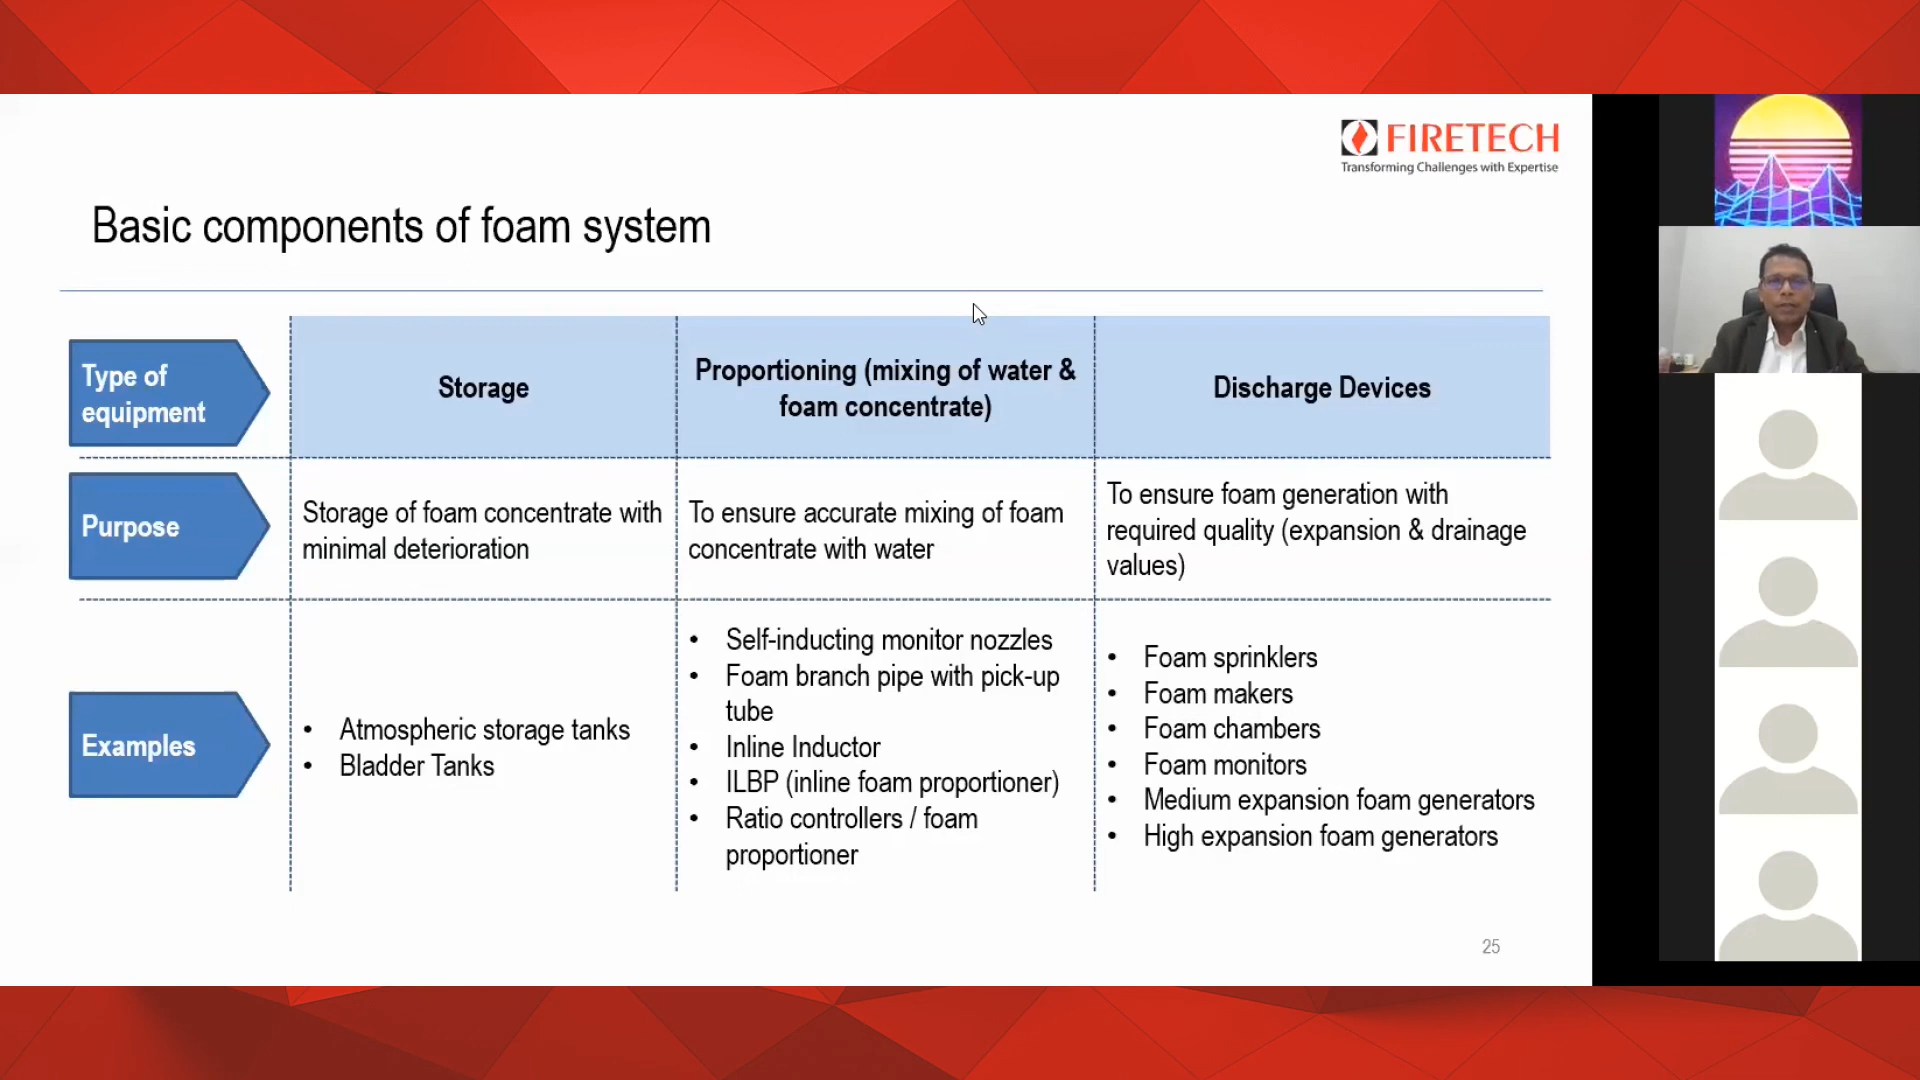 FIRETECH
Transforming Challenges with Expertise
Basic components of foam system
Type of
equipment
Storage
Proportioning (mixing of water &
foam concentrate)
Discharge Devices
Purpose
Storage of foam concentrate with
minimal deterioration
To ensure accurate mixing of foam
concentrate with water
To ensure foam generation with
required quality (expansion & drainage
values)
Examples
• Atmospheric storage tanks
• Bladder Tanks
• Self-inducting monitor nozzles
• Foam branch pipe with pick-up
tube
• Inline Inductor
• ILBP (inline foam proportioner)
• Ratio controllers / foam
proportioner
• Foam sprinklers
• Foam makers
• Foam chambers
• Foam monitors
• Medium expansion foam generators
• High expansion foam generators
25